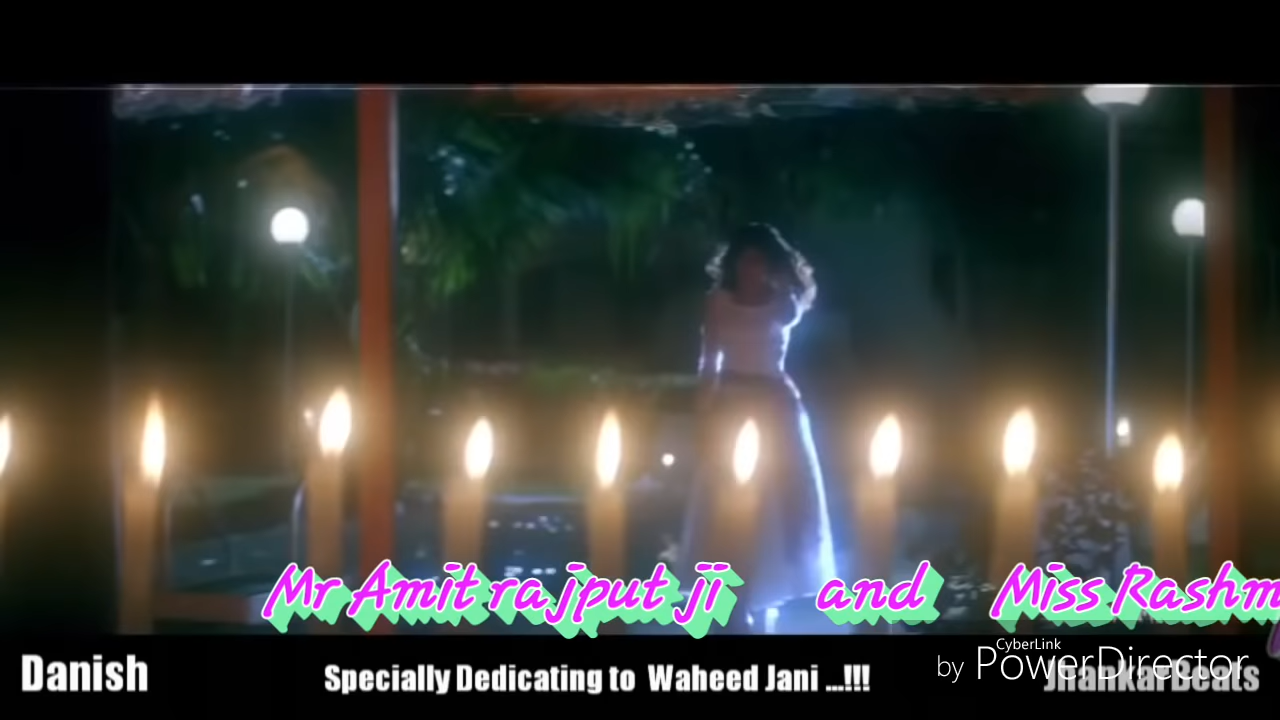 Mr Amit rajput ji and Miss Rashm
CyberLink
by PowerDirector
Danish Specially Dedicating to Waheed Jani ...!!! JhankarBeats